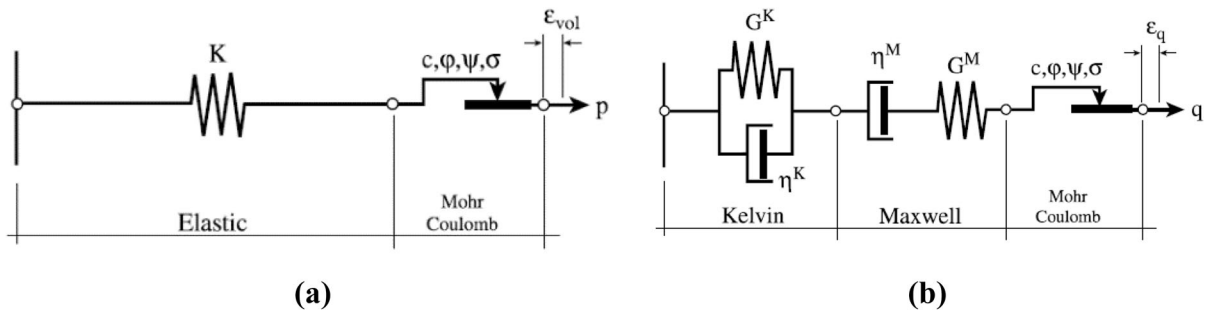 K
c,φ,ψ,σ
ε_vol
p
Elastic
Mohr
Coulomb
(a)
G^K
η^K
η^M
G^M
c,φ,ψ,σ
ε_q
q
Kelvin
Maxwell
Mohr
Coulomb
(b)